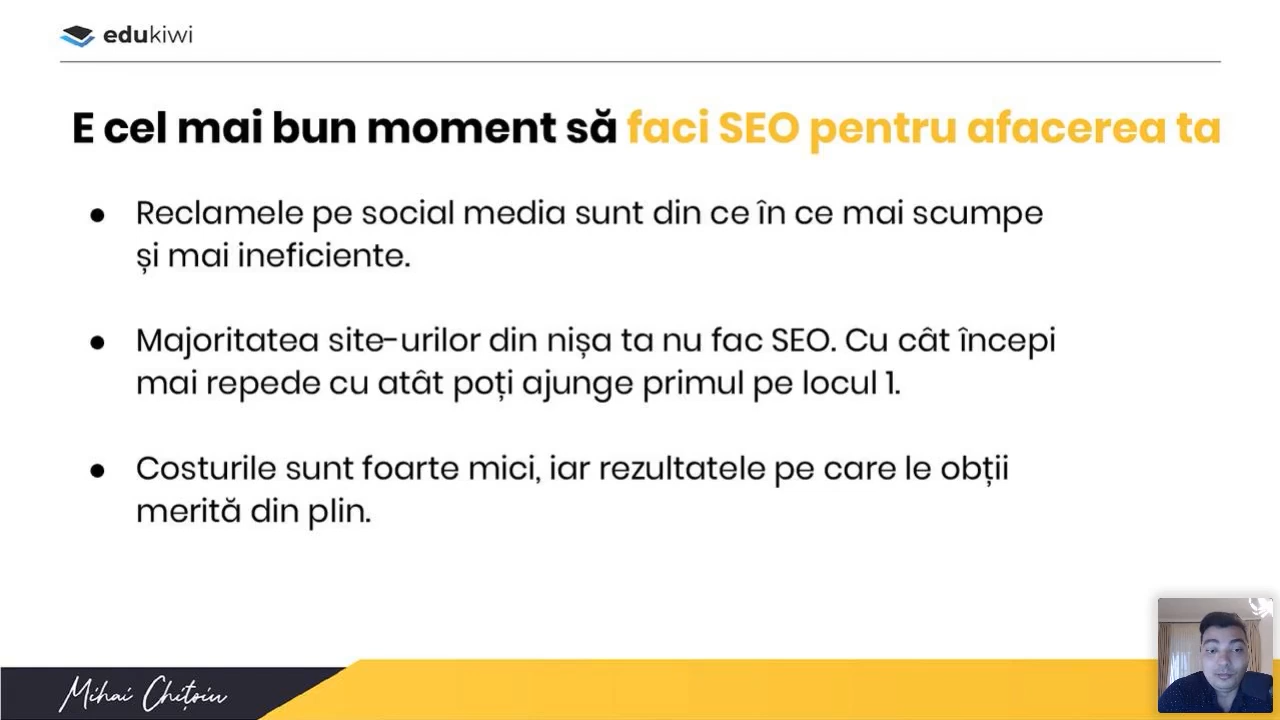 edukiwi
E cel mai bun moment să faci SEO pentru afacerea ta
● Reclamele pe social media sunt din ce în ce mai scumpe
și mai ineficiente.
● Majoritatea site-urilor din nișa ta nu fac SEO. Cu cât începi
mai repede cu atât poți ajunge primul pe locul 1.
● Costurile sunt foarte mici, iar rezultatele pe care le obții
merită din plin.
Mihai Chițoiu